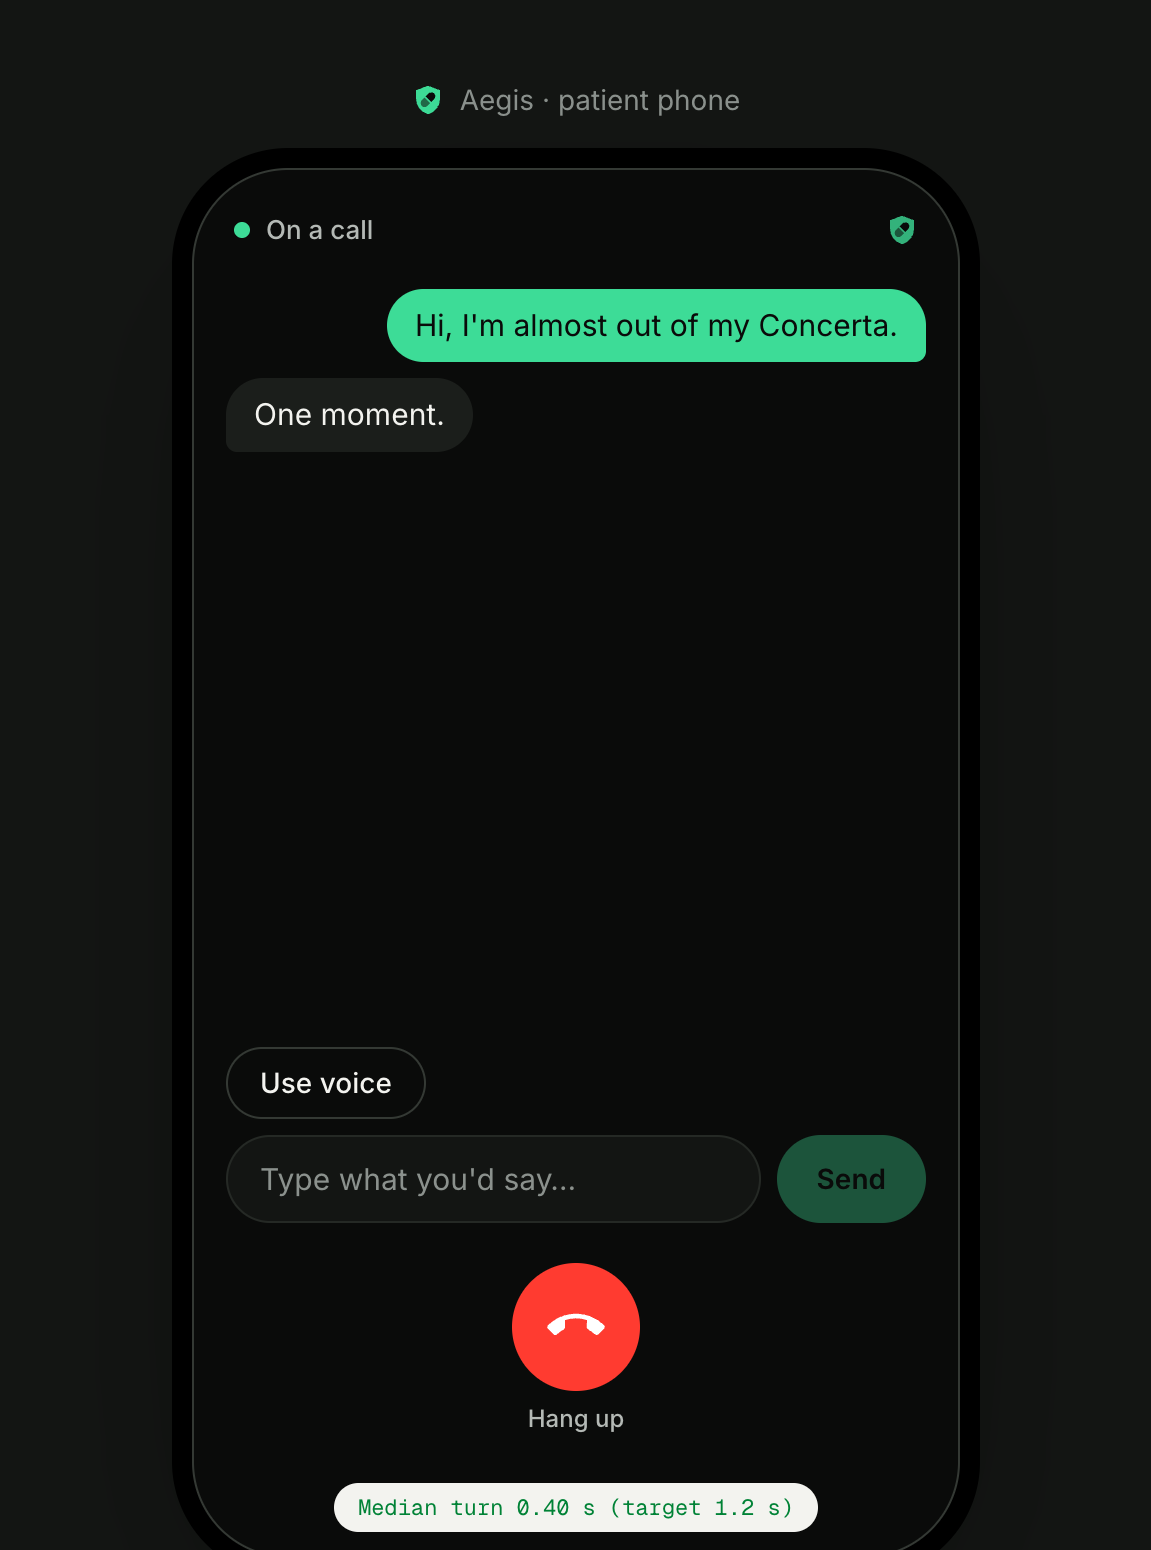 Aegis · patient phone
On a call
Hi, I'm almost out of my Concerta.
One moment.
Use voice
Type what you'd say...
Send
Hang up
Median turn 0.40 s (target 1.2 s)